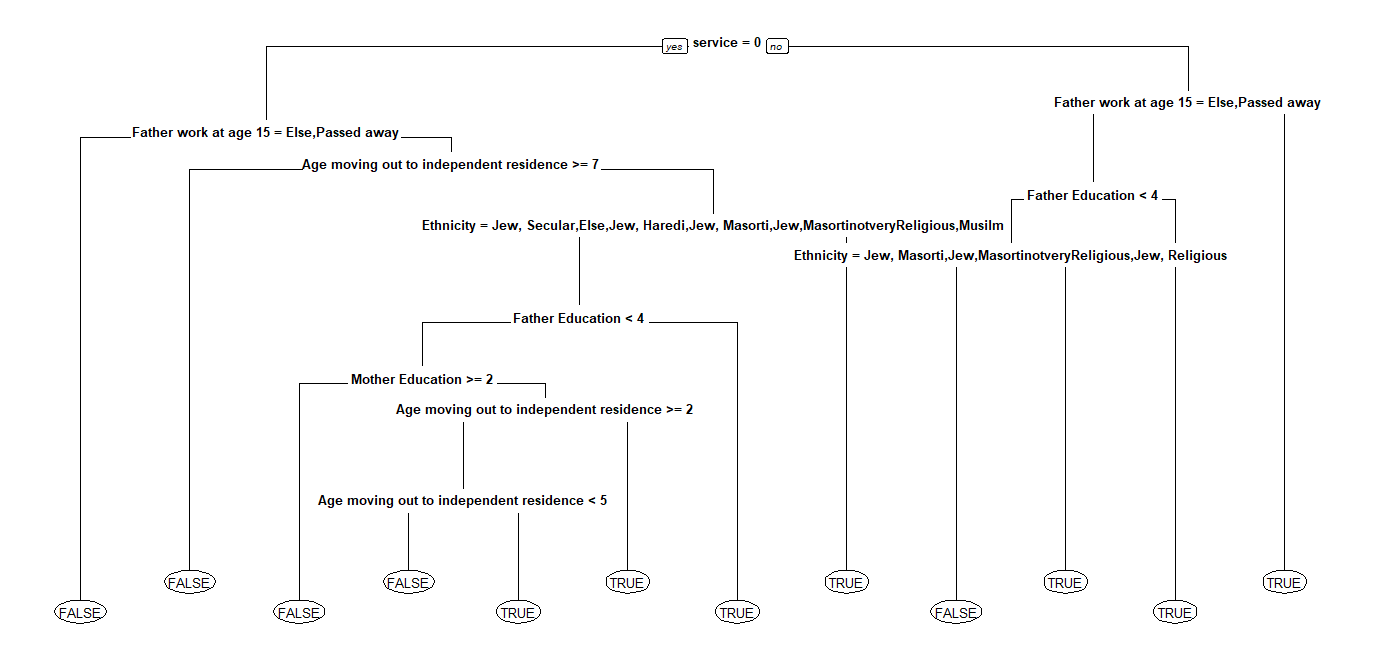 yes service = 0 no
Father work at age 15 = Else,Passed away
Father work at age 15 = Else,Passed away
Age moving out to independent residence >= 7
Father Education < 4
Ethnicity = Jew, Secular,Else,Jew, Haredi,Jew, Masorti,Jew,MasortinotveryReligious,Musilm
Ethnicity = Jew, Masorti,Jew,MasortinotveryReligious,Jew, Religious
Father Education < 4
Mother Education >= 2
Age moving out to independent residence >= 2
Age moving out to independent residence < 5
FALSE FALSE TRUE TRUE TRUE TRUE
FALSE FALSE TRUE TRUE FALSE TRUE